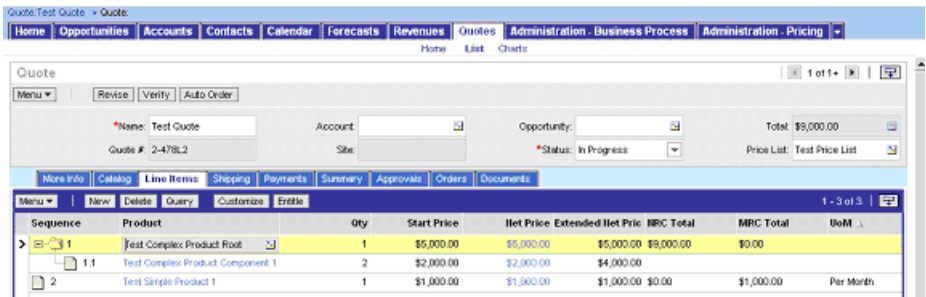 Quote:Test Quote > Quote:
Home Opportunities Accounts Contacts Calendar Forecasts Revenues Quotes Administration - Business Process Administration - Pricing
Home List Charts
Quote 1 of 1+
Menu Revise Verify Auto Order
*Name: Test Quote Account: Opportunity: Total: $9,000.00
Quote #: 2-478L2 Site: *Status: In Progress Price List: Test Price List
More Info Catalog Line Items Shipping Payments Summary Approvals Orders Documents
Menu New Delete Query Customize Entitle 1 - 3 of 3
Sequence Product Qty Start Price Net Price Extended Net Pric NRC Total MRC Total UoM
1 Test Complex Product Root 1 $5,000.00 $5,000.00 $5,000.00 $9,000.00 $0.00
1.1 Test Complex Product Component 1 2 $2,000.00 $2,000.00 $4,000.00
2 Test Simple Product 1 1 $1,000.00 $1,000.00 $1,000.00 $0.00 $1,000.00 Per Month